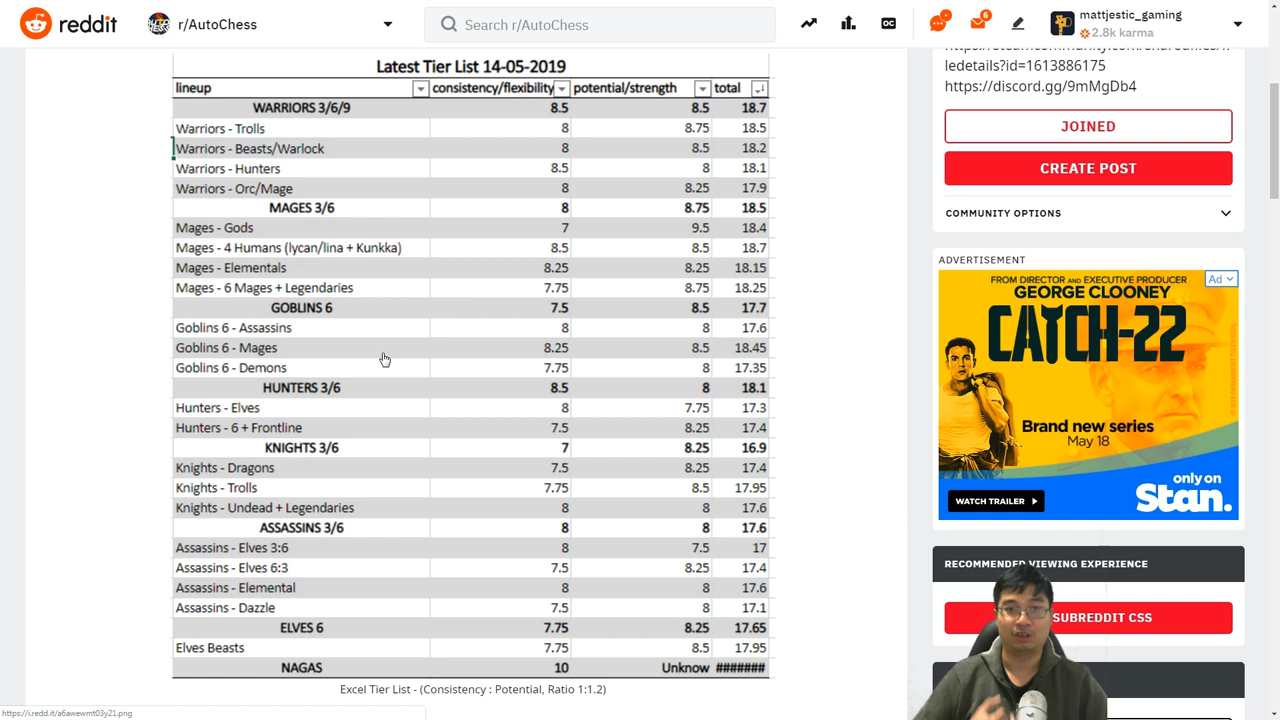 reddit
r/AutoChess
Search r/AutoChess
6
mattjestic_gaming
2.8k karma
Latest Tier List 14-05-2019
lineup consistency/flexibility potential/strength total
WARRIORS 3/6/9 8.5 8.5 18.7
Warriors - Trolls 8 8.75 18.5
Warriors - Beasts/Warlock 8 8.5 18.2
Warriors - Hunters 8.5 8 18.1
Warriors - Orc/Mage 8 8.25 17.9
MAGES 3/6 8 8.75 18.5
Mages - Gods 7 9.5 18.4
Mages - 4 Humans (lycan/lina + Kunkka) 8.5 8.5 18.7
Mages - Elementals 8.25 8.25 18.15
Mages - 6 Mages + Legendaries 7.75 8.75 18.25
GOBLINS 6 7.5 8.5 17.7
Goblins 6 - Assassins 8 8 17.6
Goblins 6 - Mages 8.25 8.5 18.45
Goblins 6 - Demons 7.75 8 17.35
HUNTERS 3/6 8.5 8 18.1
Hunters - Elves 8 7.75 17.3
Hunters - 6 + Frontline 7.5 8.25 17.4
KNIGHTS 3/6 7 8.25 16.9
Knights - Dragons 7.5 8.25 17.4
Knights - Trolls 7.75 8.5 17.95
Knights - Undead + Legendaries 8 8 17.6
ASSASSINS 3/6 8 8 17.6
Assassins - Elves 3:6 8 7.5 17
Assassins - Elves 6:3 7.5 8.25 17.4
Assassins - Elemental 8 8 17.6
Assassins - Dazzle 7.5 8 17.1
ELVES 6 7.75 8.25 17.65
Elves Beasts 7.75 8.5 17.95
NAGAS 10 Unknow #######
Excel Tier List - (Consistency : Potential, Ratio 1:1.2)
https://i.redd.it/a6awewmt03y21.png
ledetails?id=1613886175
https://discord.gg/9mMgDb4
JOINED
CREATE POST
COMMUNITY OPTIONS
ADVERTISEMENT
Ad
FROM DIRECTOR AND EXECUTIVE PRODUCER
GEORGE CLOONEY
CATCH-22
Brand new series
May 18
WATCH TRAILER
only on
Stan.
RECOMMENDED VIEWING EXPERIENCE
SUBREDDIT CSS